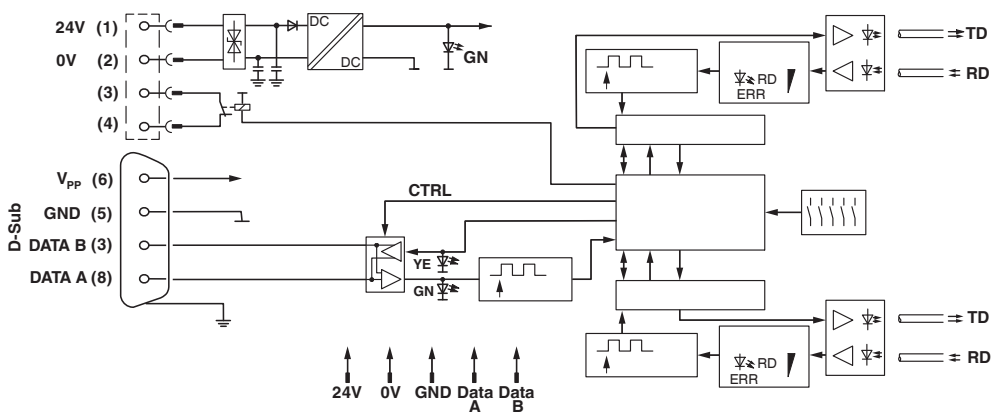 24V (1)
0V (2)
(3)
(4)
DC
DC
GN
D-Sub
VPP (6)
GND (5)
DATA B (3)
DATA A (8)
CTRL
YE
GN
RD
ERR
TD
RD
RD
ERR
TD
RD
24V 0V GND Data A Data B